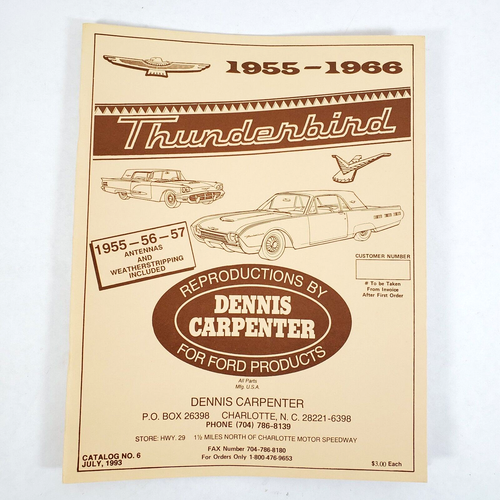 1955-1966
Thunderbird
1955-56-57
ANTENNAS
AND
WEATHERSTRIPPING
INCLUDED
CUSTOMER NUMBER
# To be Taken
From Invoice
After First Order
REPRODUCTIONS BY
DENNIS
CARPENTER
FOR FORD PRODUCTS
All Parts
Mfg. U.S.A.
DENNIS CARPENTER
P.O. BOX 26398 CHARLOTTE, N. C. 28221-6398
PHONE (704) 786-8139
STORE: HWY. 29 1½ MILES NORTH OF CHARLOTTE MOTOR SPEEDWAY
FAX Number 704-786-8180
For Orders Only 1-800-476-9653
CATALOG NO. 6
JULY, 1993
$3.00 Each